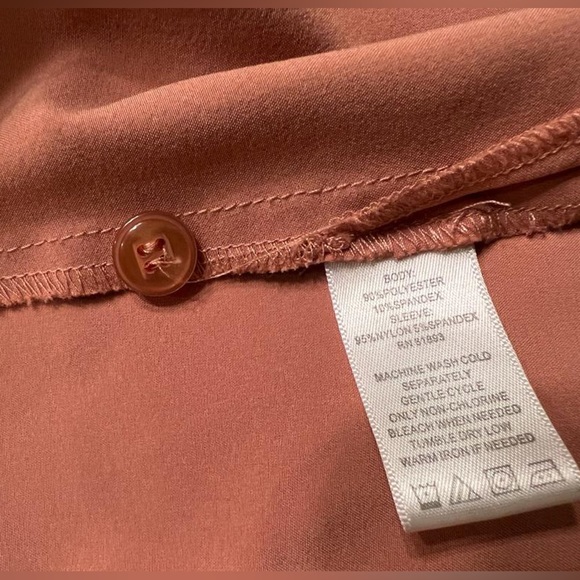 BODY:
90%POLYESTER
10%SPANDEX
SLEEVE:
95%NYLON 5%SPANDEX
RN 81893
MACHINE WASH COLD
SEPARATELY
GENTLE CYCLE
ONLY NON-CHLORINE
BLEACH WHEN NEEDED
TUMBLE DRY LOW
WARM IRON IF NEEDED